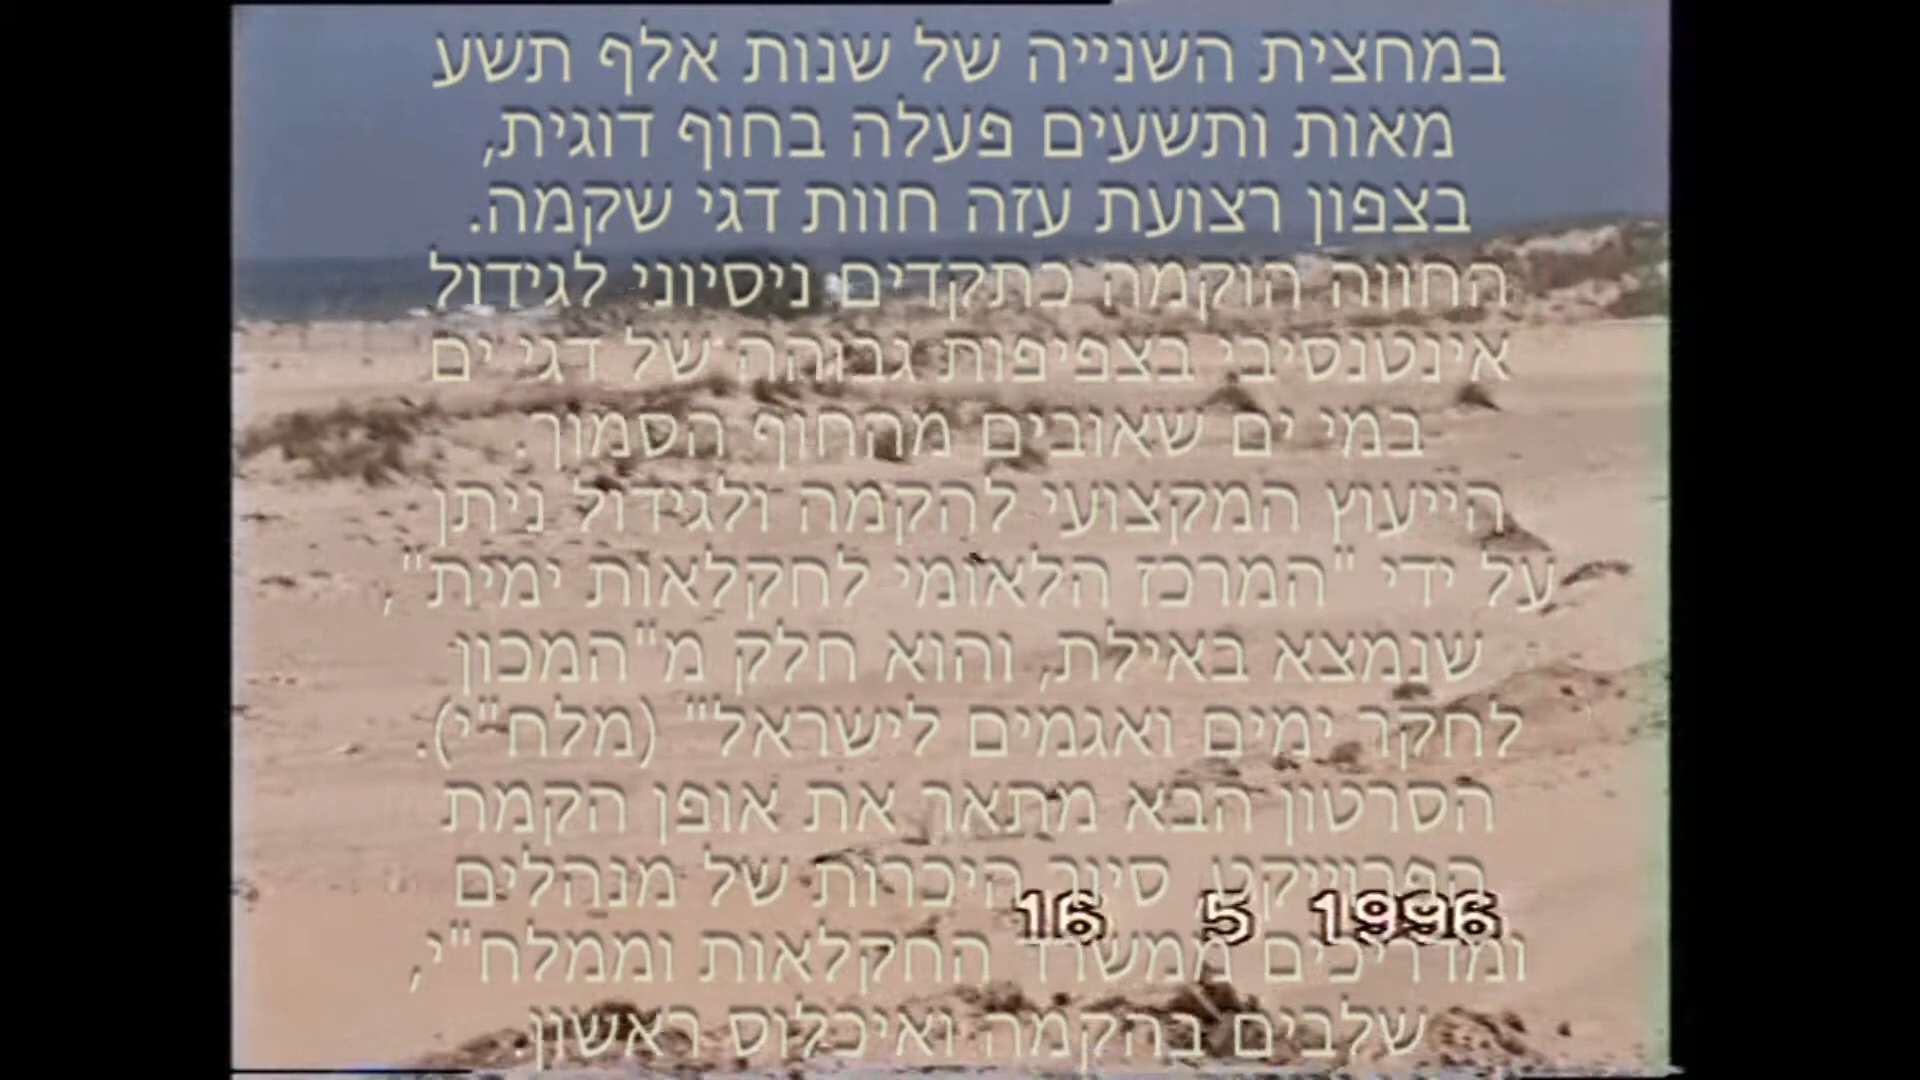 במחצית השנייה של שנות אלף תשע
מאות ותשעים פעלה בחוף דוגית,
בצפון רצועת עזה חוות דגי שקמה.
החווה הוקמה כתקדים ניסיוני לגידול
אינטנסיבי בצפיפות גבוהה של דגי ים
במי ים שאובים מהחוף הסמוך.
הייעוץ המקצועי להקמה ולגידול ניתן
על ידי "המרכז הלאומי לחקלאות ימית",
שנמצא באילת, והוא חלק מ"המכון
לחקר ימים ואגמים לישראל" (מלח"י).
הסרטון הבא מתאר את אופן הקמת
הפרוייקט, סיור היכרות של מנהלים
16 5 1996
ומדריכים ממשרד החקלאות וממלח"י,
שלבים בהקמה ואיכלוס ראשון.